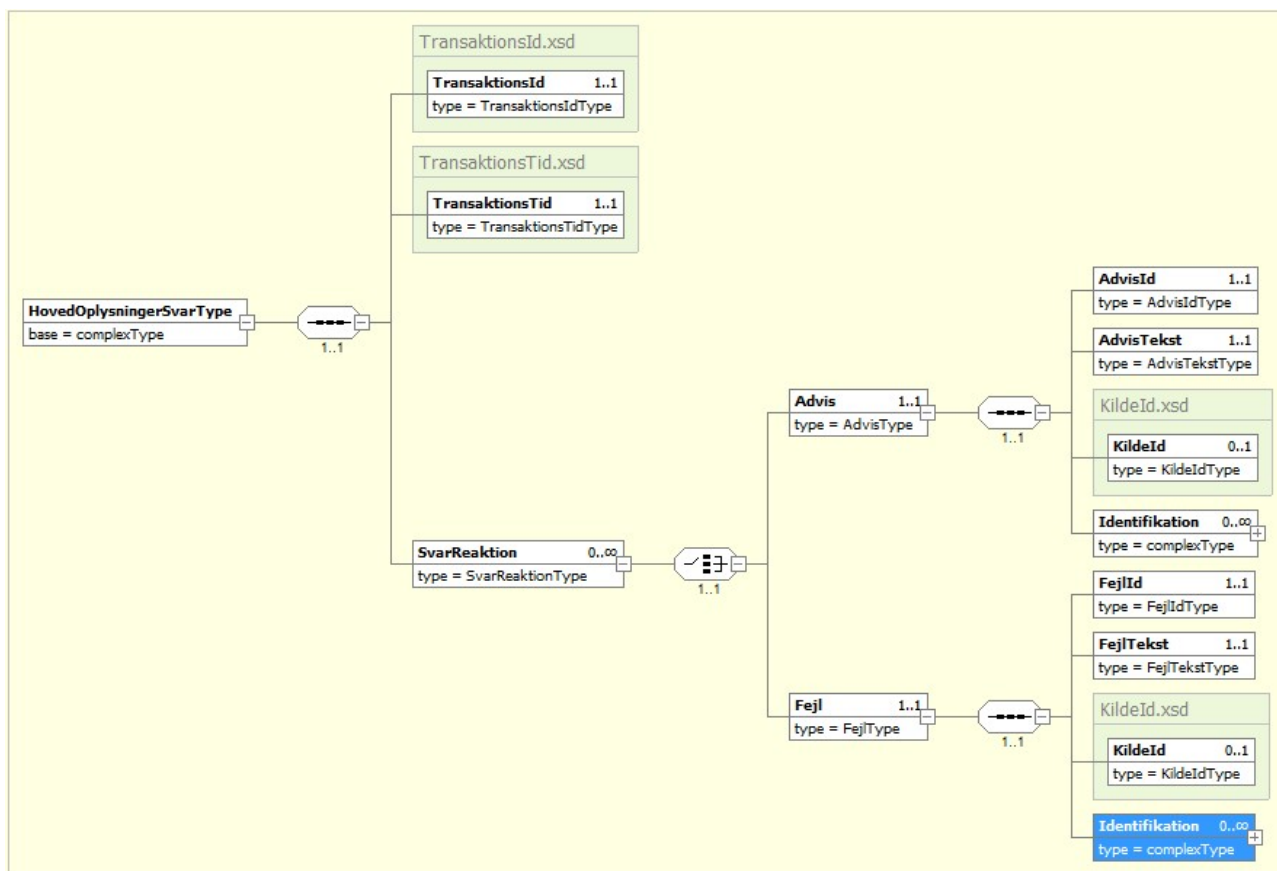 TransaktionsId.xsd
TransaktionsId 1..1
type = TransaktionsIdType
TransaktionsTid.xsd
TransaktionsTid 1..1
type = TransaktionsTidType
HovedOplysningerSvarType
base = complexType
1..1
SvarReaktion 0..∞
type = SvarReaktionType
1..1
Advis 1..1
type = AdvisType
1..1
AdvisId 1..1
type = AdvisIdType
AdvisTekst 1..1
type = AdvisTekstType
KildeId.xsd
KildeId 0..1
type = KildeIdType
Identifikation 0..∞
type = complexType
Fejl 1..1
type = FejlType
1..1
FejlId 1..1
type = FejlIdType
FejlTekst 1..1
type = FejlTekstType
KildeId.xsd
KildeId 0..1
type = KildeIdType
Identifikation 0..∞
type = complexType